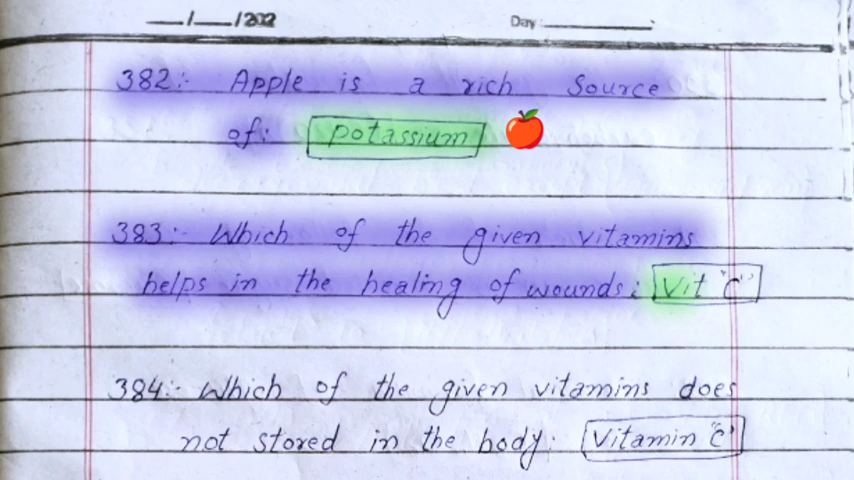 __/__/202 Day
382:- Apple is a rich Source
of: potassium
383:- Which of the given vitamins
helps in the healing of wounds: Vit "C"
384:- Which of the given vitamins does
not stored in the body: Vitamin "C"